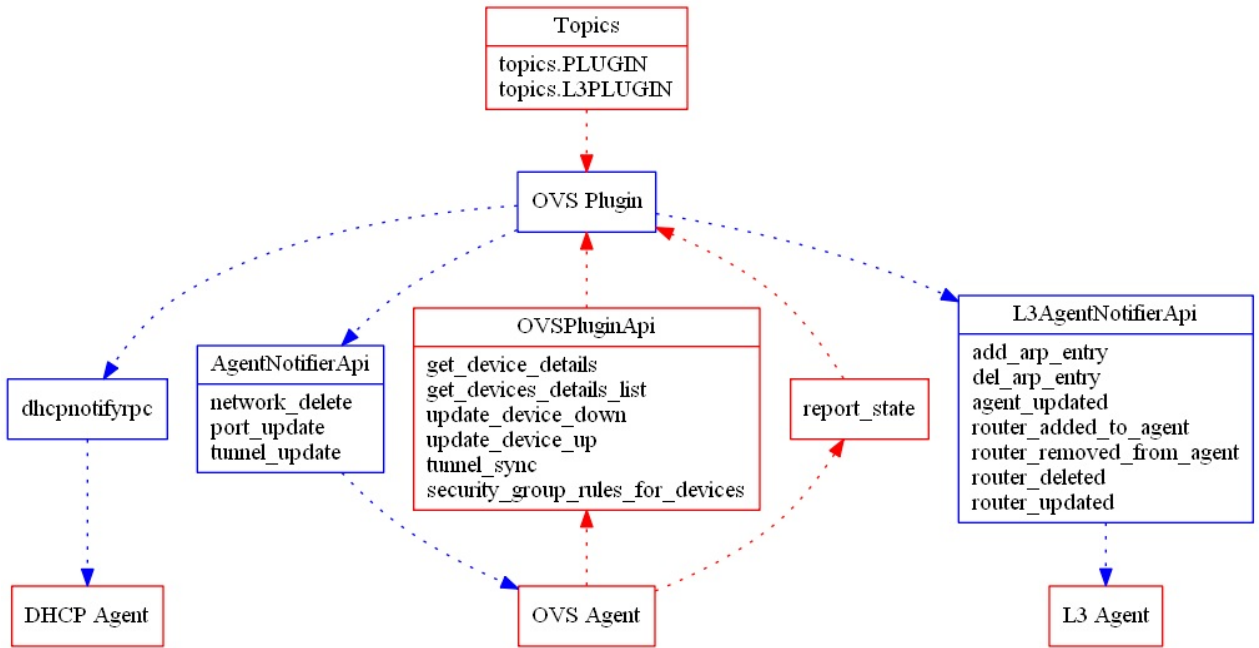 Topics
topics.PLUGIN
topics.L3PLUGIN
OVS Plugin
dhcpnotifyrpc
AgentNotifierApi
network_delete
port_update
tunnel_update
OVSPluginApi
get_device_details
get_devices_details_list
update_device_down
update_device_up
tunnel_sync
security_group_rules_for_devices
report_state
L3AgentNotifierApi
add_arp_entry
del_arp_entry
agent_updated
router_added_to_agent
router_removed_from_agent
router_deleted
router_updated
DHCP Agent
OVS Agent
L3 Agent